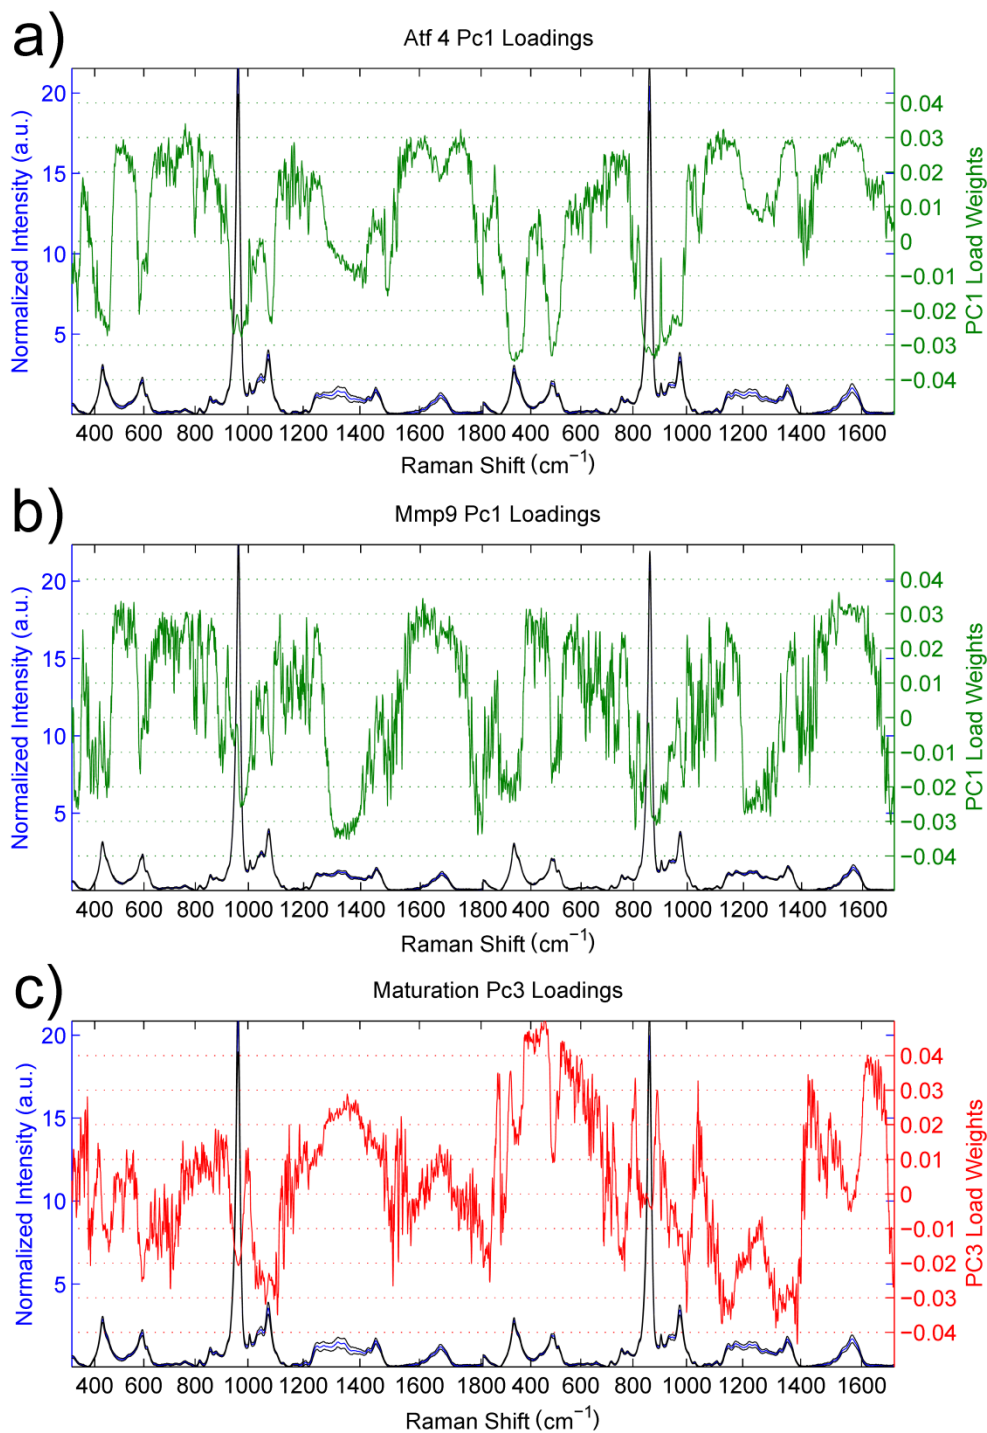 a)
Atf 4 Pc1 Loadings
20
15
10
5
Normalized Intensity (a.u.)
0.04
0.03
0.02
0.01
0
−0.01
−0.02
−0.03
−0.04
PC1 Load Weights
400 600 800 1000 1200 1400 1600 1800 400 600 800 1000 1200 1400 1600
Raman Shift (cm⁻¹)
b)
Mmp9 Pc1 Loadings
20
15
10
5
Normalized Intensity (a.u.)
0.04
0.03
0.02
0.01
0
−0.01
−0.02
−0.03
−0.04
PC1 Load Weights
400 600 800 1000 1200 1400 1600 1800 400 600 800 1000 1200 1400 1600
Raman Shift (cm⁻¹)
c)
Maturation Pc3 Loadings
20
15
10
5
Normalized Intensity (a.u.)
0.04
0.03
0.02
0.01
0
−0.01
−0.02
−0.03
−0.04
PC3 Load Weights
400 600 800 1000 1200 1400 1600 1800 400 600 800 1000 1200 1400 1600
Raman Shift (cm⁻¹)